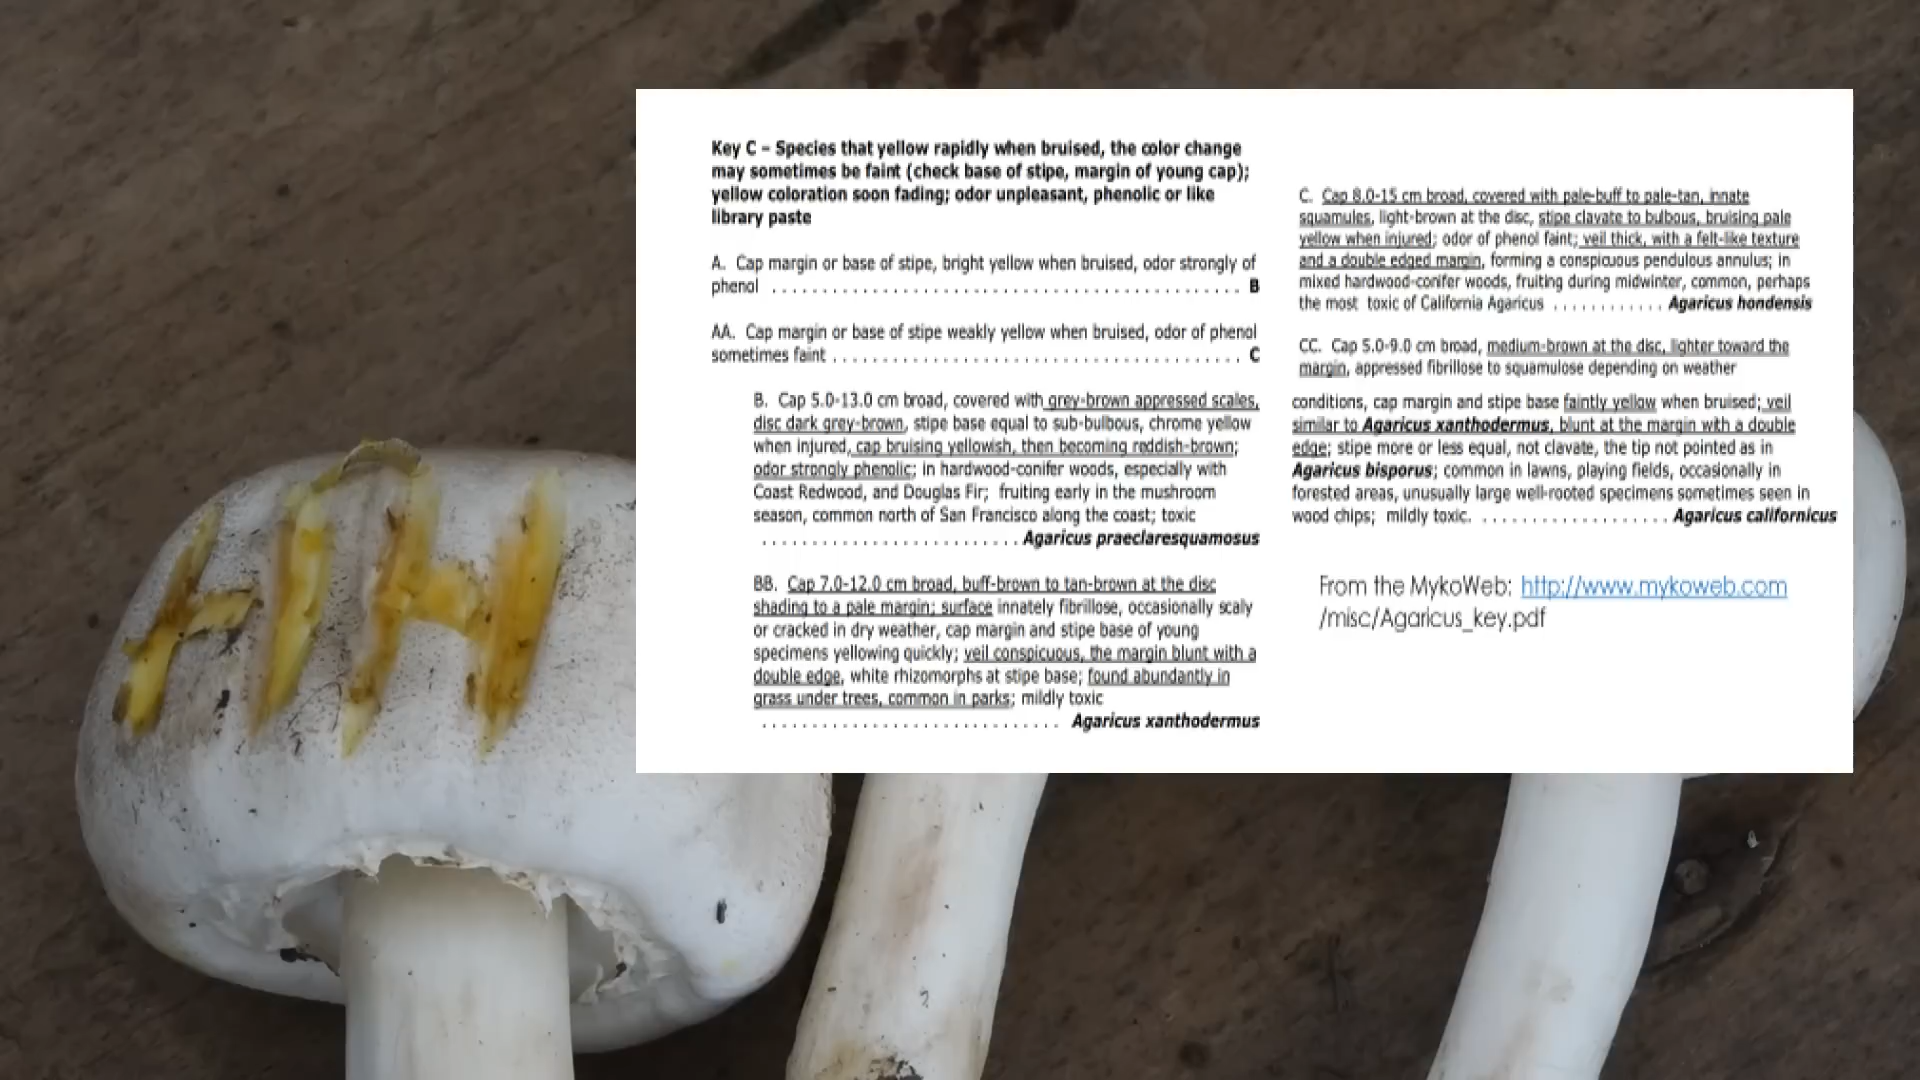 Key C – Species that yellow rapidly when bruised, the color change
may sometimes be faint (check base of stipe, margin of young cap);
yellow coloration soon fading; odor unpleasant, phenolic or like
library paste
A. Cap margin or base of stipe, bright yellow when bruised, odor strongly of
phenol . . . . . . . . . . . . . . . . . . . . . . . . . . . . . . . . . . . . . . . . . . . . . . B
AA. Cap margin or base of stipe weakly yellow when bruised, odor of phenol
sometimes faint . . . . . . . . . . . . . . . . . . . . . . . . . . . . . . . . . . . . . . . . C
B. Cap 5.0-13.0 cm broad, covered with grey-brown appressed scales,
disc dark grey-brown, stipe base equal to sub-bulbous, chrome yellow
when injured, cap bruising yellowish, then becoming reddish-brown;
odor strongly phenolic; in hardwood-conifer woods, especially with
Coast Redwood, and Douglas Fir; fruiting early in the mushroom
season, common north of San Francisco along the coast; toxic
. . . . . . . . . . . . . . . . . . . . . . . . . Agaricus praeclaresquamosus
BB. Cap 7.0-12.0 cm broad, buff-brown to tan-brown at the disc
shading to a pale margin; surface innately fibrillose, occasionally scaly
or cracked in dry weather, cap margin and stipe base of young
specimens yellowing quickly; veil conspicuous, the margin blunt with a
double edge, white rhizomorphs at stipe base; found abundantly in
grass under trees, common in parks; mildly toxic
. . . . . . . . . . . . . . . . . . . . . . . . . . . . . Agaricus xanthodermus
C. Cap 8.0-15 cm broad, covered with pale-buff to pale-tan, innate
squamules, light-brown at the disc, stipe clavate to bulbous, bruising pale
yellow when injured; odor of phenol faint; veil thick, with a felt-like texture
and a double edged margin, forming a conspicuous pendulous annulus; in
mixed hardwood-conifer woods, fruiting during midwinter, common, perhaps
the most toxic of California Agaricus . . . . . . . . . . . . Agaricus hondensis
CC. Cap 5.0-9.0 cm broad, medium-brown at the disc, lighter toward the
margin, appressed fibrillose to squamulose depending on weather
conditions, cap margin and stipe base faintly yellow when bruised; veil
similar to Agaricus xanthodermus, blunt at the margin with a double
edge; stipe more or less equal, not clavate, the tip not pointed as in
Agaricus bisporus; common in lawns, playing fields, occasionally in
forested areas, unusually large well-rooted specimens sometimes seen in
wood chips; mildly toxic. . . . . . . . . . . . . . . . . . . . Agaricus californicus
From the MykoWeb: http://www.mykoweb.com
/misc/Agaricus_key.pdf